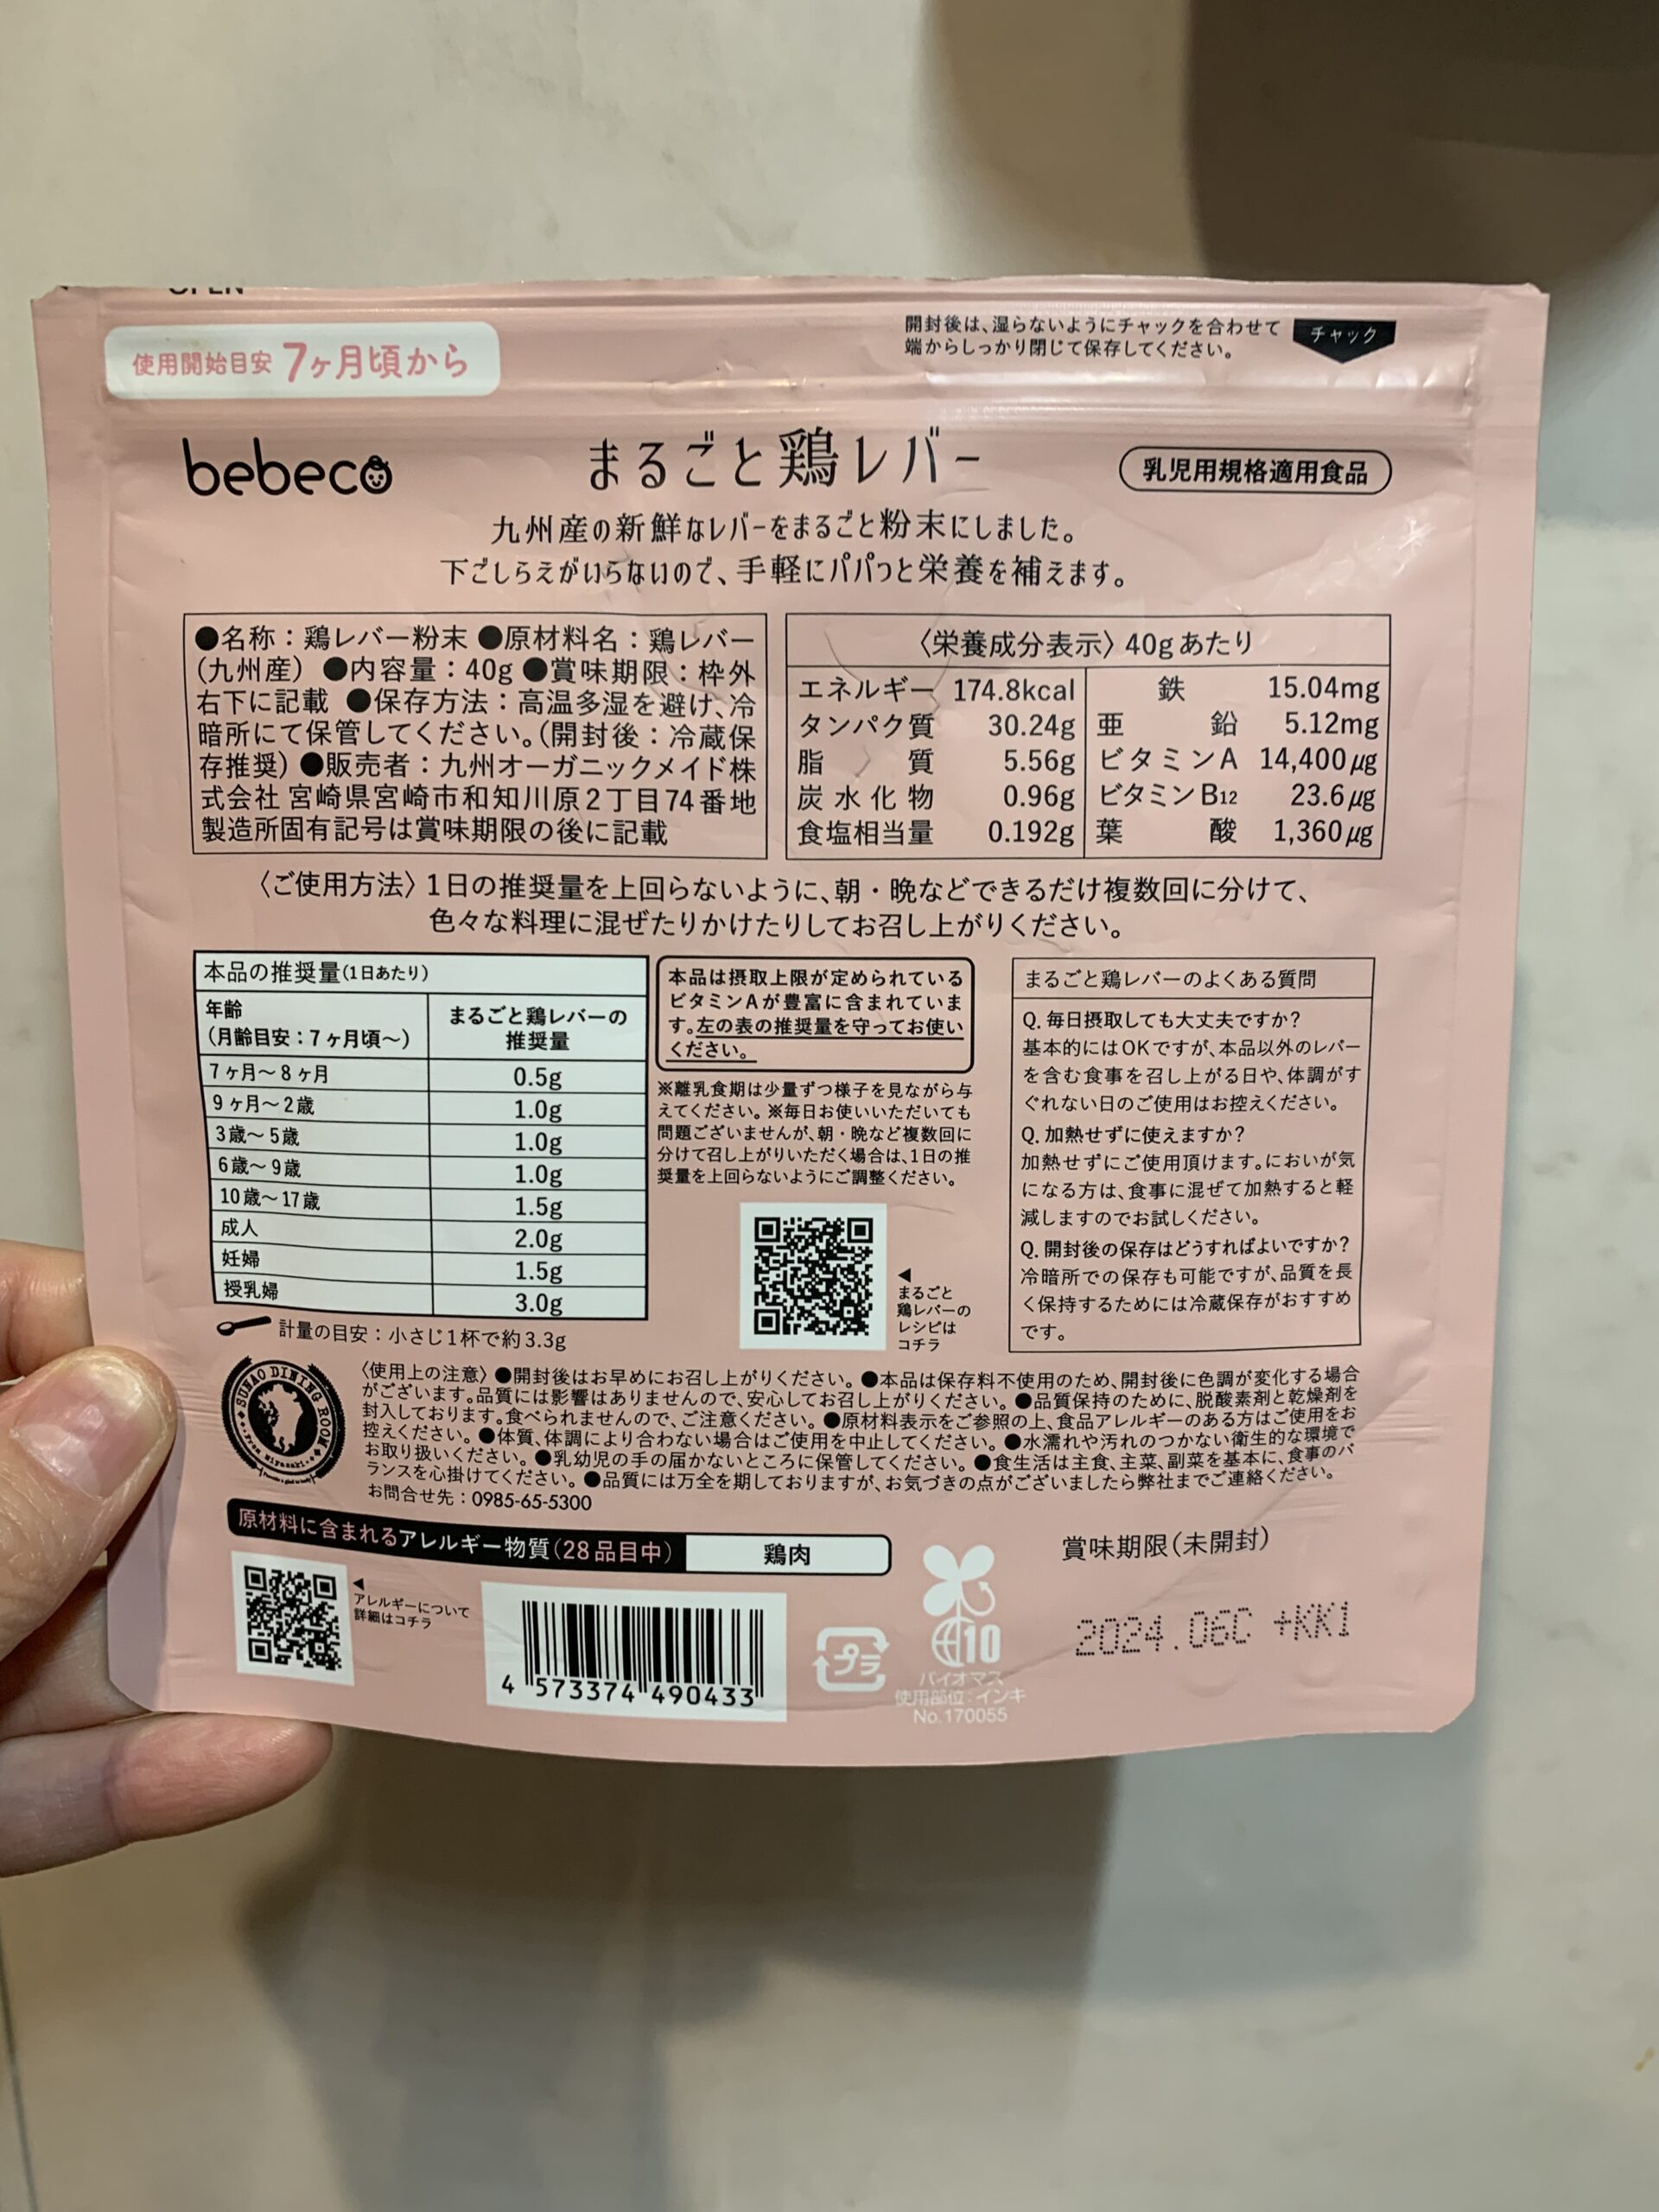 使用開始目安 7ヶ月頃から
開封後は、湿らないようにチャックを合わせて
端からしっかり閉じて保存してください。
チャック
bebeco
まるごと鶏レバー
乳児用規格適用食品
九州産の新鮮なレバーをまるごと粉末にしました。
下ごしらえがいらないので、手軽にパパっと栄養を補えます。
●名称：鶏レバー粉末 ●原材料名：鶏レバー
(九州産) ●内容量：40g ●賞味期限：枠外
右下に記載 ●保存方法：高温多湿を避け、冷
暗所にて保管してください。(開封後：冷蔵保
存推奨) ●販売者：九州オーガニックメイド株
式会社 宮崎県宮崎市和知川原2丁目74番地
製造所固有記号は賞味期限の後に記載
〈栄養成分表示〉40gあたり
エネルギー 174.8kcal 鉄 15.04mg
タンパク質 30.24g 亜鉛 5.12mg
脂質 5.56g ビタミンA 14,400μg
炭水化物 0.96g ビタミンB12 23.6μg
食塩相当量 0.192g 葉酸 1,360μg
〈ご使用方法〉1日の推奨量を上回らないように、朝・晩などできるだけ複数回に分けて、
色々な料理に混ぜたりかけたりしてお召し上がりください。
本品の推奨量(1日あたり)
年齢
(月齢目安：7ヶ月頃〜)
まるごと鶏レバーの
推奨量
7ヶ月〜8ヶ月 0.5g
9ヶ月〜2歳 1.0g
3歳〜5歳 1.0g
6歳〜9歳 1.0g
10歳〜17歳 1.5g
成人 2.0g
妊婦 1.5g
授乳婦 3.0g
計量の目安：小さじ1杯で約3.3g
本品は摂取上限が定められている
ビタミンAが豊富に含まれていま
す。左の表の推奨量を守ってお使い
ください。
※離乳食期は少量ずつ様子を見ながら与
えてください。※毎日お使いいただいても
問題ございませんが、朝・晩など複数回に
分けて召し上がりいただく場合は、1日の推
奨量を上回らないようにご調整ください。
◀
まるごと
鶏レバーの
レシピは
コチラ
まるごと鶏レバーのよくある質問
Q. 毎日摂取しても大丈夫ですか?
基本的にはOKですが、本品以外のレバー
を含む食事を召し上がる日や、体調がす
ぐれない日のご使用はお控えください。
Q. 加熱せずに使えますか?
加熱せずにご使用頂けます。においが気
になる方は、食事に混ぜて加熱すると軽
減しますのでお試しください。
Q. 開封後の保存はどうすればよいですか?
冷暗所での保存も可能ですが、品質を長
く保持するためには冷蔵保存がおすすめ
です。
SUNAO DINING ROOM
〈使用上の注意〉●開封後はお早めにお召し上がりください。●本品は保存料不使用のため、開封後に色調が変化する場合
がございます。品質には影響はありませんので、安心してお召し上がりください。●品質保持のために、脱酸素剤と乾燥剤を
封入しております。食べられませんので、ご注意ください。●原材料表示をご参照の上、食品アレルギーのある方はご使用をお
控えください。●体質、体調により合わない場合はご使用を中止してください。●水濡れや汚れのつかない衛生的な環境で
お取り扱いください。●乳幼児の手の届かないところに保管してください。●食生活は主食、主菜、副菜を基本に、食事のバ
ランスを心掛けてください。●品質には万全を期しておりますが、お気づきの点がございましたら弊社までご連絡ください。
お問合せ先：0985-65-5300
原材料に含まれるアレルギー物質(28品目中) 鶏肉
◀
アレルギーについて
詳細はコチラ
4 573374 490433
プラ
10
バイオマス
使用部位：インキ
No.170055
賞味期限(未開封)
2024.06C +KK1